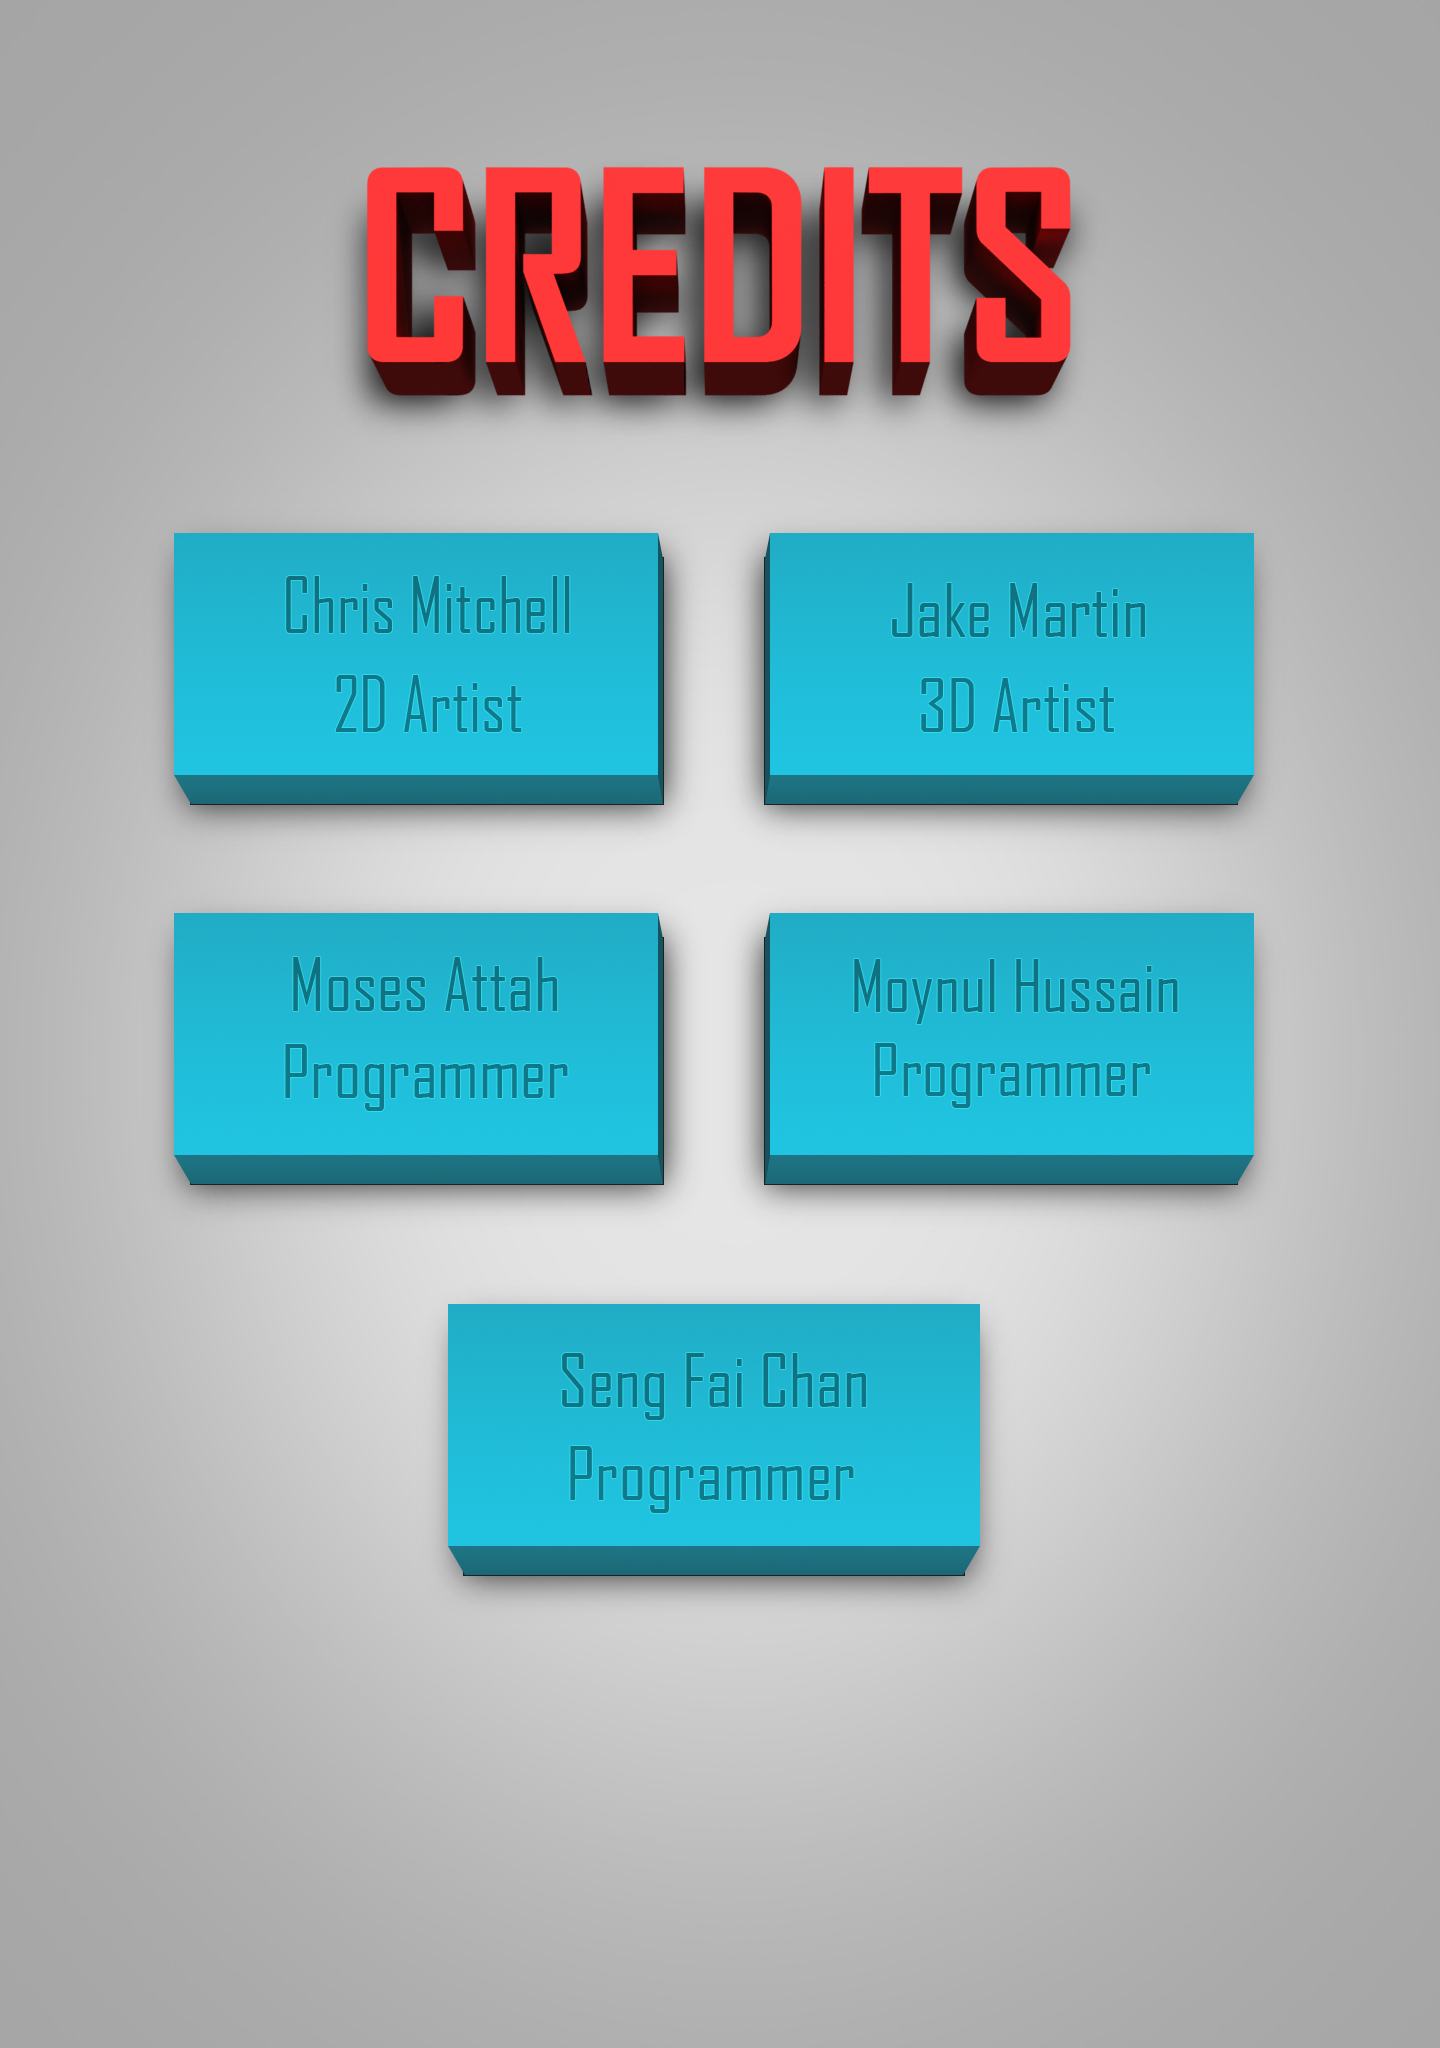 CREDITS
Chris Mitchell
2D Artist
Jake Martin
3D Artist
Moses Attah
Programmer
Moynul Hussain
Programmer
Seng Fai Chan
Programmer